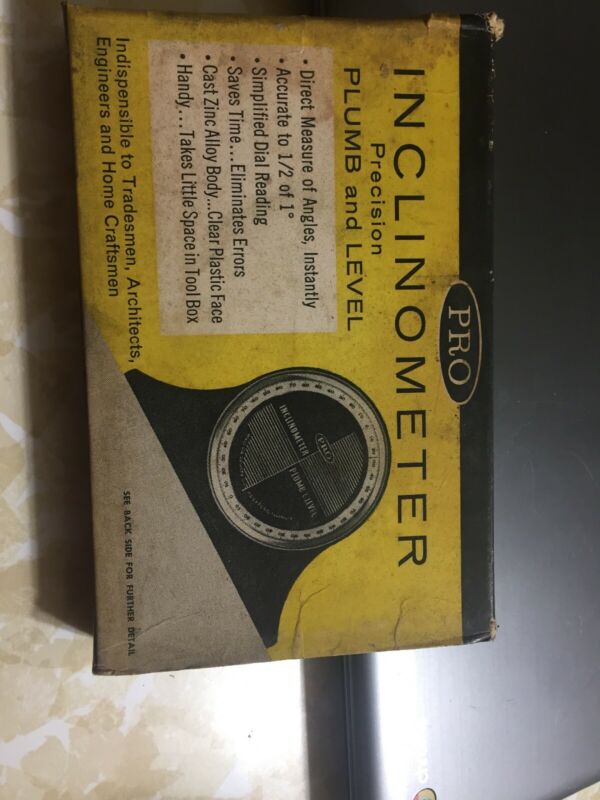 PRO
INCLINOMETER
Precision
PLUMB and LEVEL
• Direct Measure of Angles, Instantly
• Accurate to 1/2 of 1°
• Simplified Dial Reading
• Saves Time...Eliminates Errors
• Cast Zinc Alloy Body...Clear Plastic Face
• Handy...Takes Little Space in Tool Box
PRO
INCLINOMETER
PLUMB & LEVEL
Indispensible to Tradesmen, Architects,
Engineers and Home Craftsmen
SEE BACK SIDE FOR FURTHER DETAIL